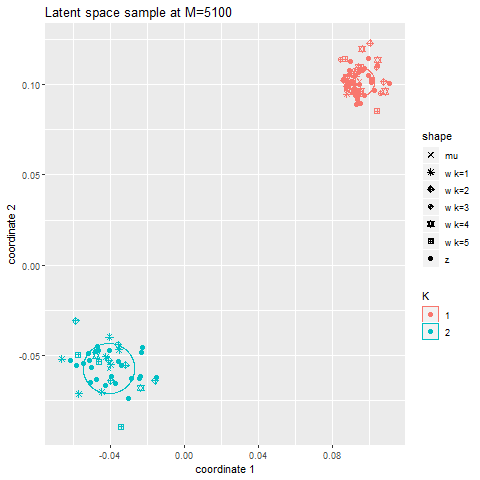 Latent space sample at M=5100
coordinate 2
0.10
0.05
0.00
-0.05
-0.04
0.00
0.04
0.08
coordinate 1
shape
mu
w k=1
w k=2
w k=3
w k=4
w k=5
z
K
1
2